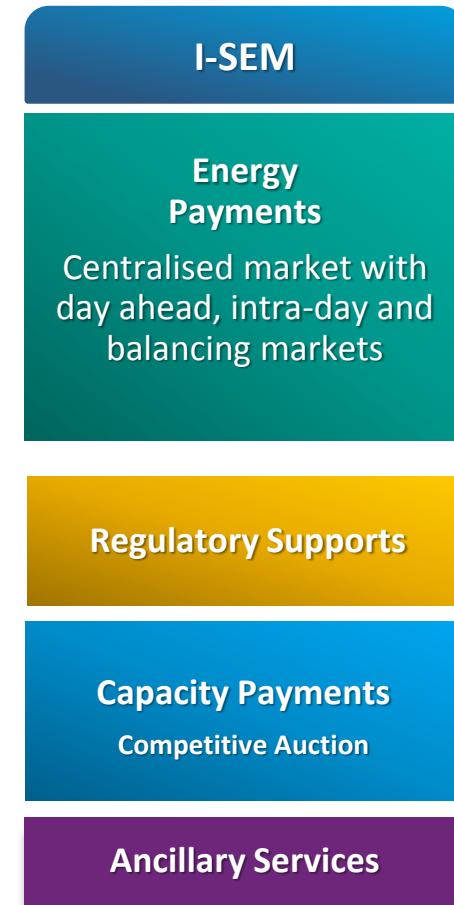 I-SEM
Energy
Payments
Centralised market with
day ahead, intra-day and
balancing markets
Regulatory Supports
Capacity Payments
Competitive Auction
Ancillary Services